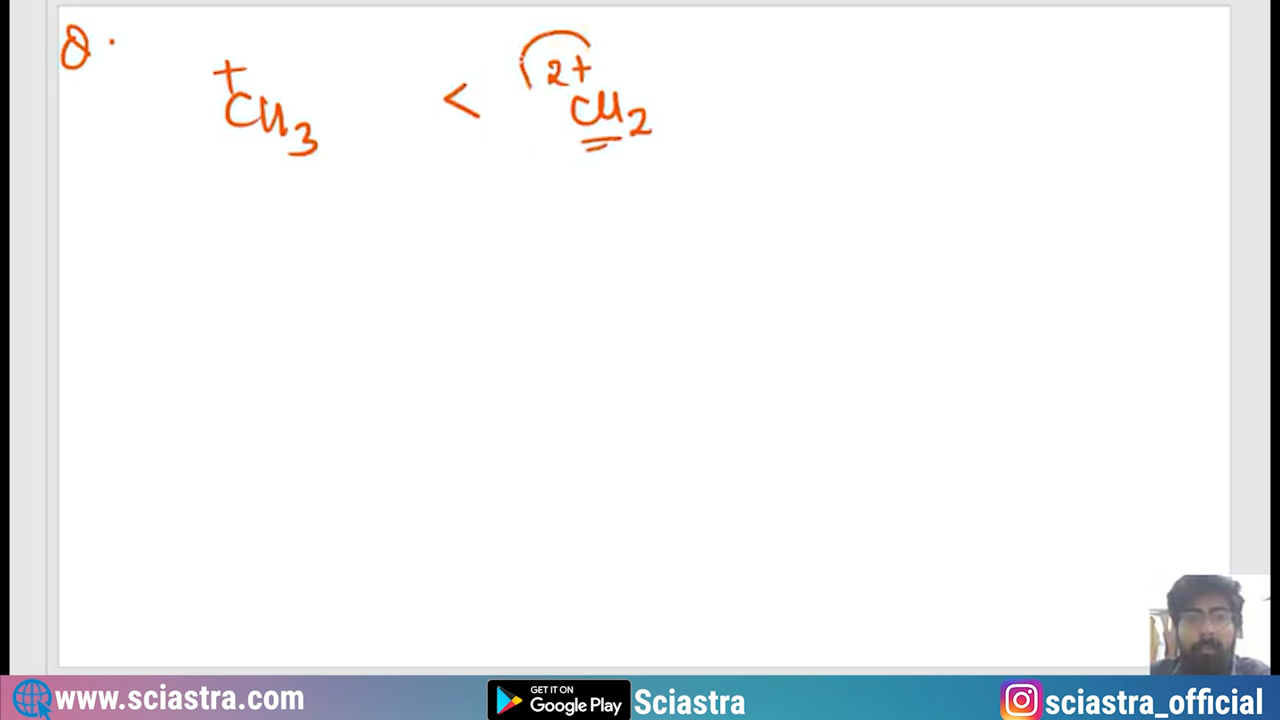 Q.
+CH3 < 2+CH2
www.sciastra.com
GET IT ON
Google Play
Sciastra
sciastra_official